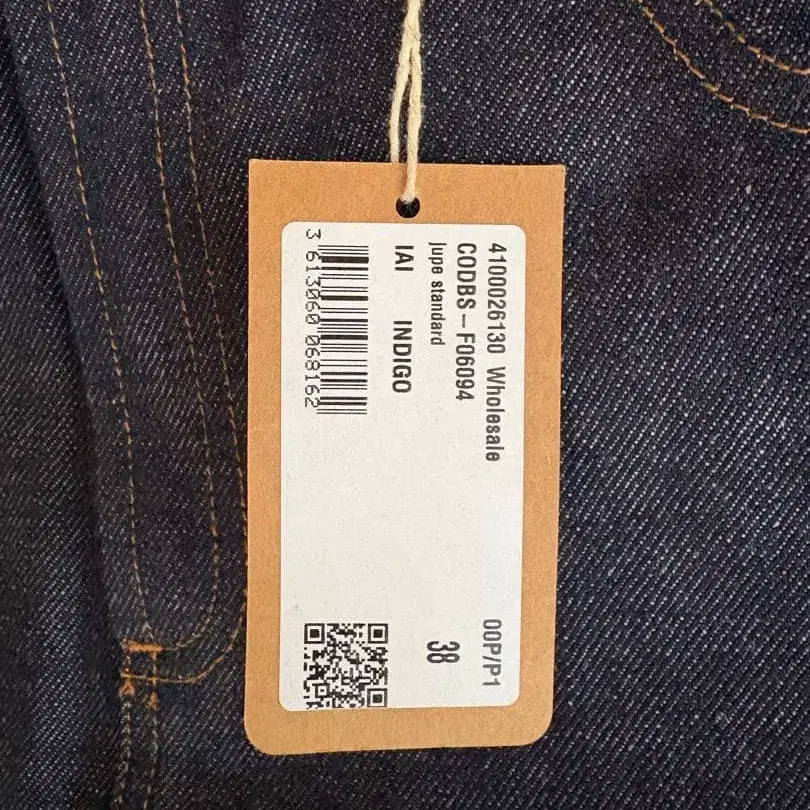 4100026130 Wholesale
CODBS – F06094
jupe standard
IAI INDIGO
3 613060 068162
00P/P1
38